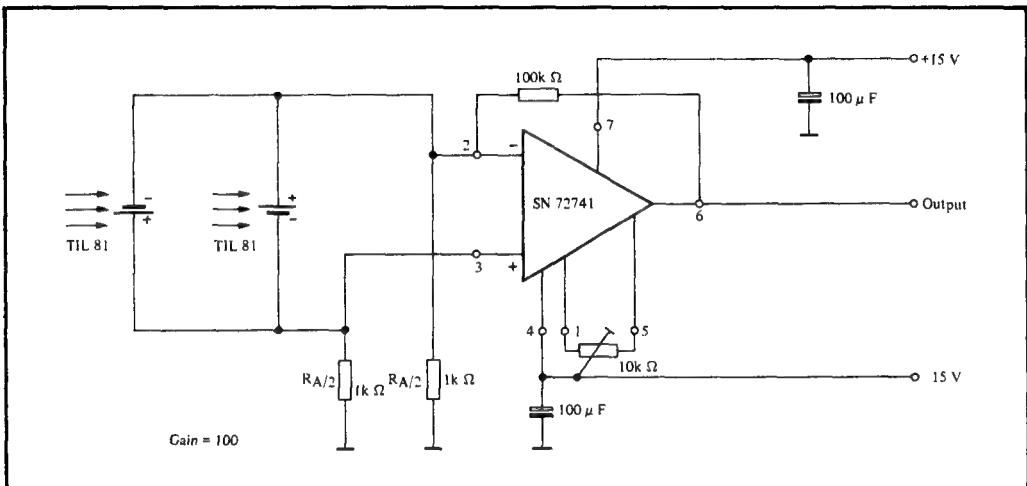 100k Ω
+15 V
100 μ F
7
2
−
SN 72741
6
Output
−
+
TIL 81
+
−
TIL 81
3
+
4
1
5
10k Ω
15 V
RA/2
1k Ω
RA/2
1k Ω
100 μ F
Gain = 100